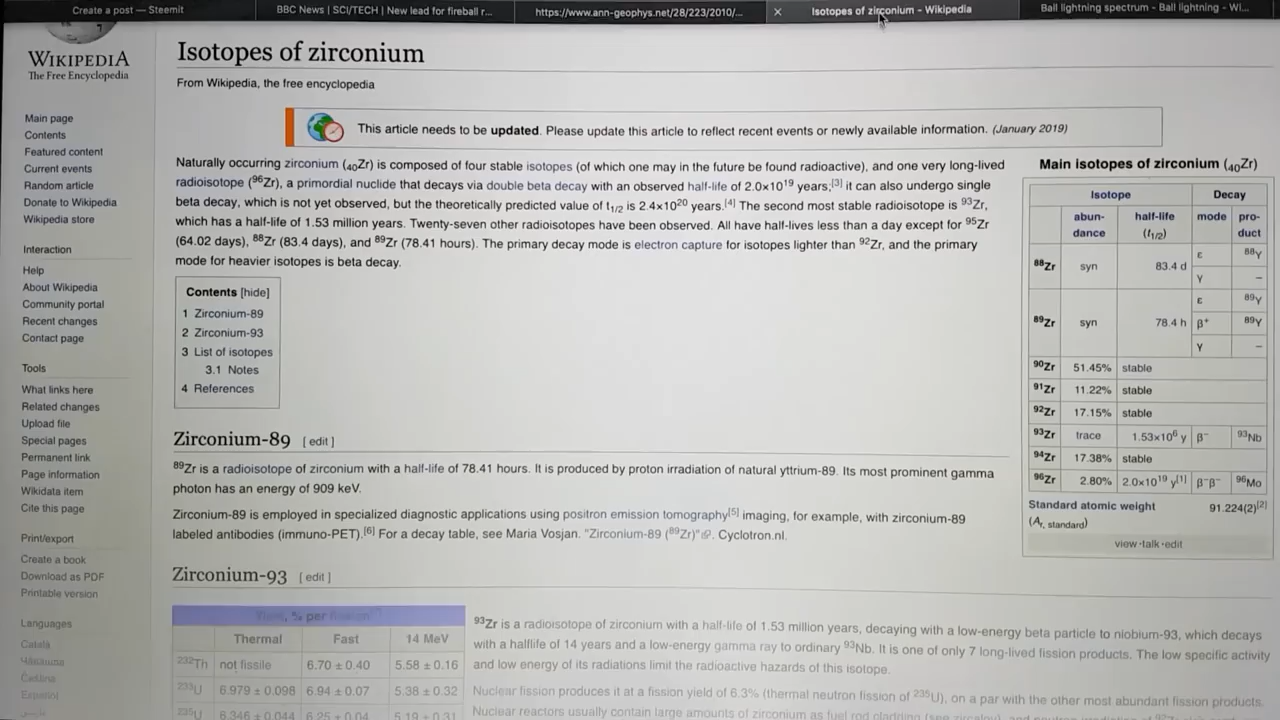 Create a post — Steemit
BBC News | SCI/TECH | New lead for fireball r...
https://www.ann-geophys.net/28/223/2010/...
Isotopes of zirconium - Wikipedia
Ball lightning spectrum - Ball lightning - Wi...
WIKIPEDIA
The Free Encyclopedia
Main page
Contents
Featured content
Current events
Random article
Donate to Wikipedia
Wikipedia store
Interaction
Help
About Wikipedia
Community portal
Recent changes
Contact page
Tools
What links here
Related changes
Upload file
Special pages
Permanent link
Page information
Wikidata item
Cite this page
Print/export
Create a book
Download as PDF
Printable version
Languages
Català
Čeština
Español
Isotopes of zirconium
From Wikipedia, the free encyclopedia
This article needs to be updated. Please update this article to reflect recent events or newly available information. (January 2019)
Naturally occurring zirconium (₄₀Zr) is composed of four stable isotopes (of which one may in the future be found radioactive), and one very long-lived
radioisotope (⁹⁶Zr), a primordial nuclide that decays via double beta decay with an observed half-life of 2.0×10¹⁹ years;[3] it can also undergo single
beta decay, which is not yet observed, but the theoretically predicted value of t1/2 is 2.4×10²⁰ years.[4] The second most stable radioisotope is ⁹³Zr,
which has a half-life of 1.53 million years. Twenty-seven other radioisotopes have been observed. All have half-lives less than a day except for ⁹⁵Zr
(64.02 days), ⁸⁸Zr (83.4 days), and ⁸⁹Zr (78.41 hours). The primary decay mode is electron capture for isotopes lighter than ⁹²Zr, and the primary
mode for heavier isotopes is beta decay.
Contents [hide]
1 Zirconium-89
2 Zirconium-93
3 List of isotopes
3.1 Notes
4 References
Main isotopes of zirconium (₄₀Zr)
Isotope Decay
abun- half-life mode pro-
dance (t1/2) duct
⁸⁸Zr syn 83.4 d ε ⁸⁸Y
γ –
⁸⁹Zr syn 78.4 h ε ⁸⁹Y
β⁺ ⁸⁹Y
γ –
⁹⁰Zr 51.45% stable
⁹¹Zr 11.22% stable
⁹²Zr 17.15% stable
⁹³Zr trace 1.53×10⁶ y β⁻ ⁹³Nb
⁹⁴Zr 17.38% stable
⁹⁶Zr 2.80% 2.0×10¹⁹ y[1] β⁻β⁻ ⁹⁶Mo
Standard atomic weight 91.224(2)[2]
(Ar, standard)
view · talk · edit
Zirconium-89 [ edit ]
⁸⁹Zr is a radioisotope of zirconium with a half-life of 78.41 hours. It is produced by proton irradiation of natural yttrium-89. Its most prominent gamma
photon has an energy of 909 keV.
Zirconium-89 is employed in specialized diagnostic applications using positron emission tomography[5] imaging, for example, with zirconium-89
labeled antibodies (immuno-PET).[6] For a decay table, see Maria Vosjan. "Zirconium-89 (⁸⁹Zr)". Cyclotron.nl.
Zirconium-93 [ edit ]
% per fission
Thermal Fast 14 MeV
²³²Th not fissile 6.70 ± 0.40 5.58 ± 0.16
²³³U 6.979 ± 0.098 6.94 ± 0.07 5.38 ± 0.32
²³⁵U 6.346 ± 0.044 6.25 ± 0.04 5.19 ± 0.31
⁹³Zr is a radioisotope of zirconium with a half-life of 1.53 million years, decaying with a low-energy beta particle to niobium-93, which decays
with a halflife of 14 years and a low-energy gamma ray to ordinary ⁹³Nb. It is one of only 7 long-lived fission products. The low specific activity
and low energy of its radiations limit the radioactive hazards of this isotope.
Nuclear fission produces it at a fission yield of 6.3% (thermal neutron fission of ²³⁵U), on a par with the other most abundant fission products.
Nuclear reactors usually contain large amounts of zirconium as fuel rod cladding (see zircaloy), and